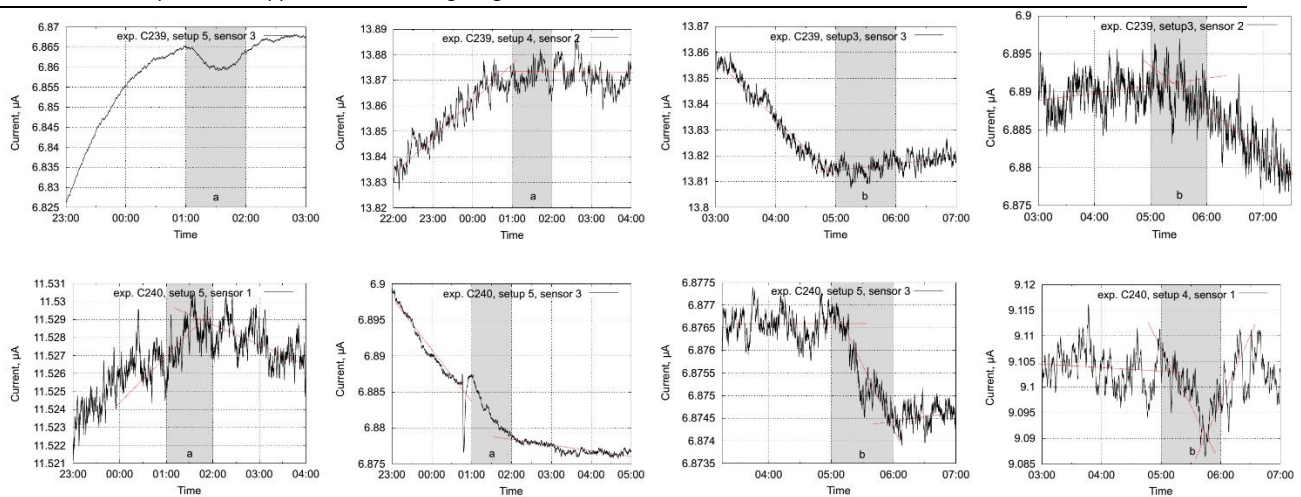 6.87
6.865
6.86
6.855
6.85
6.845
6.84
6.835
6.83
6.825
Current, µA
exp. C239, setup 5, sensor 3
a
23:00 00:00 01:00 02:00 03:00
Time
13.89
13.88
13.87
13.86
13.85
13.84
13.83
13.82
Current, µA
exp. C239, setup 4, sensor 2
a
22:00 23:00 00:00 01:00 02:00 03:00 04:00
Time
13.87
13.86
13.85
13.84
13.83
13.82
13.81
13.8
Current, µA
exp. C239, setup3, sensor 3
b
03:00 04:00 05:00 06:00 07:00
Time
6.9
6.895
6.89
6.885
6.88
6.875
Current, µA
exp. C239, setup3, sensor 2
b
03:00 04:00 05:00 06:00 07:00
Time
11.531
11.53
11.529
11.528
11.527
11.526
11.525
11.524
11.523
11.522
11.521
Current, µA
exp. C240, setup 5, sensor 1
a
23:00 00:00 01:00 02:00 03:00 04:00
Time
6.9
6.895
6.89
6.885
6.88
6.875
Current, µA
exp. C240, setup 5, sensor 3
a
23:00 00:00 01:00 02:00 03:00 04:00 05:00
Time
6.8775
6.877
6.8765
6.876
6.8755
6.875
6.8745
6.874
6.8735
Current, µA
exp. C240, setup 5, sensor 3
b
04:00 05:00 06:00 07:00
Time
9.12
9.115
9.11
9.105
9.1
9.095
9.09
9.085
Current, µA
exp. C240, setup 4, sensor 1
b
03:00 04:00 05:00 06:00 07:00
Time